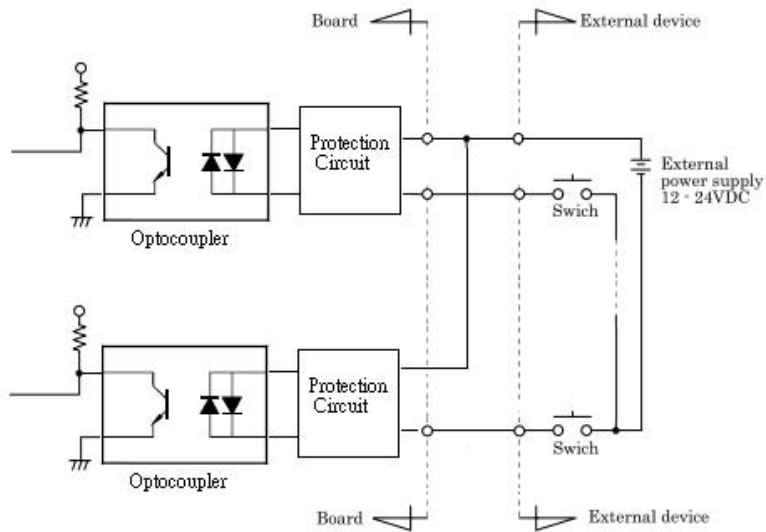 Board
External device
Protection
Circuit
External
power supply
12 - 24VDC
Swich
Optocoupler
Protection
Circuit
Swich
Optocoupler
Board
External device